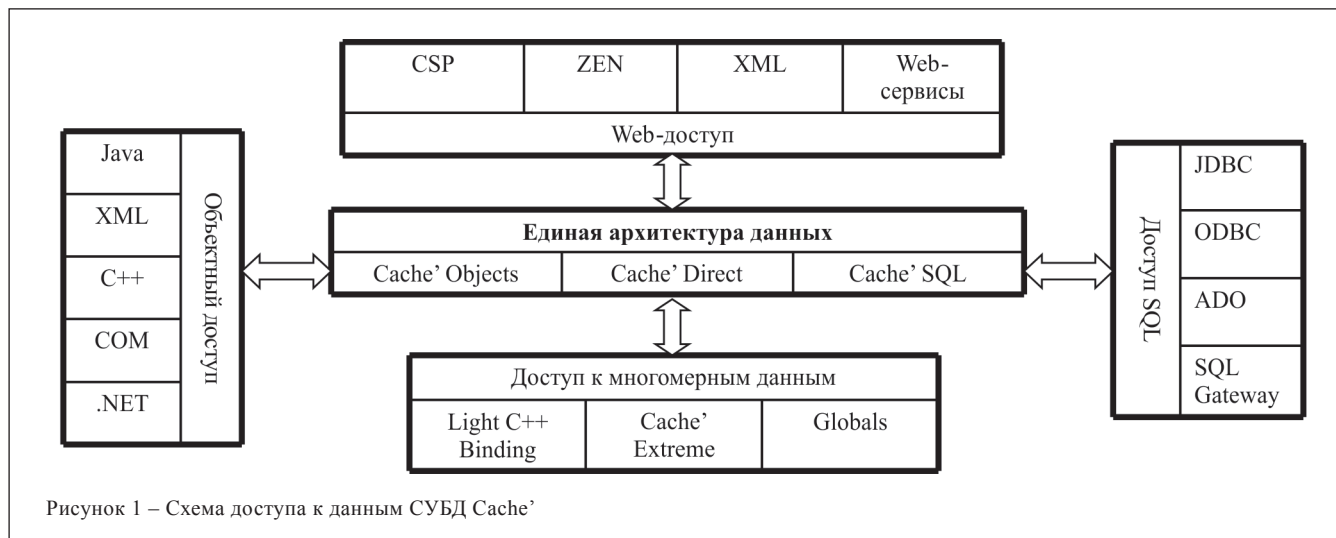 CSP
ZEN
XML
Web-
сервисы
Web-доступ
Java
XML
C++
COM
.NET
Объектный доступ
Единая архитектура данных
Cache’ Objects
Cache’ Direct
Cache’ SQL
Доступ SQL
JDBC
ODBC
ADO
SQL
Gateway
Доступ к многомерным данным
Light C++
Binding
Cache’
Extreme
Globals
Рисунок 1 – Схема доступа к данным СУБД Cache’